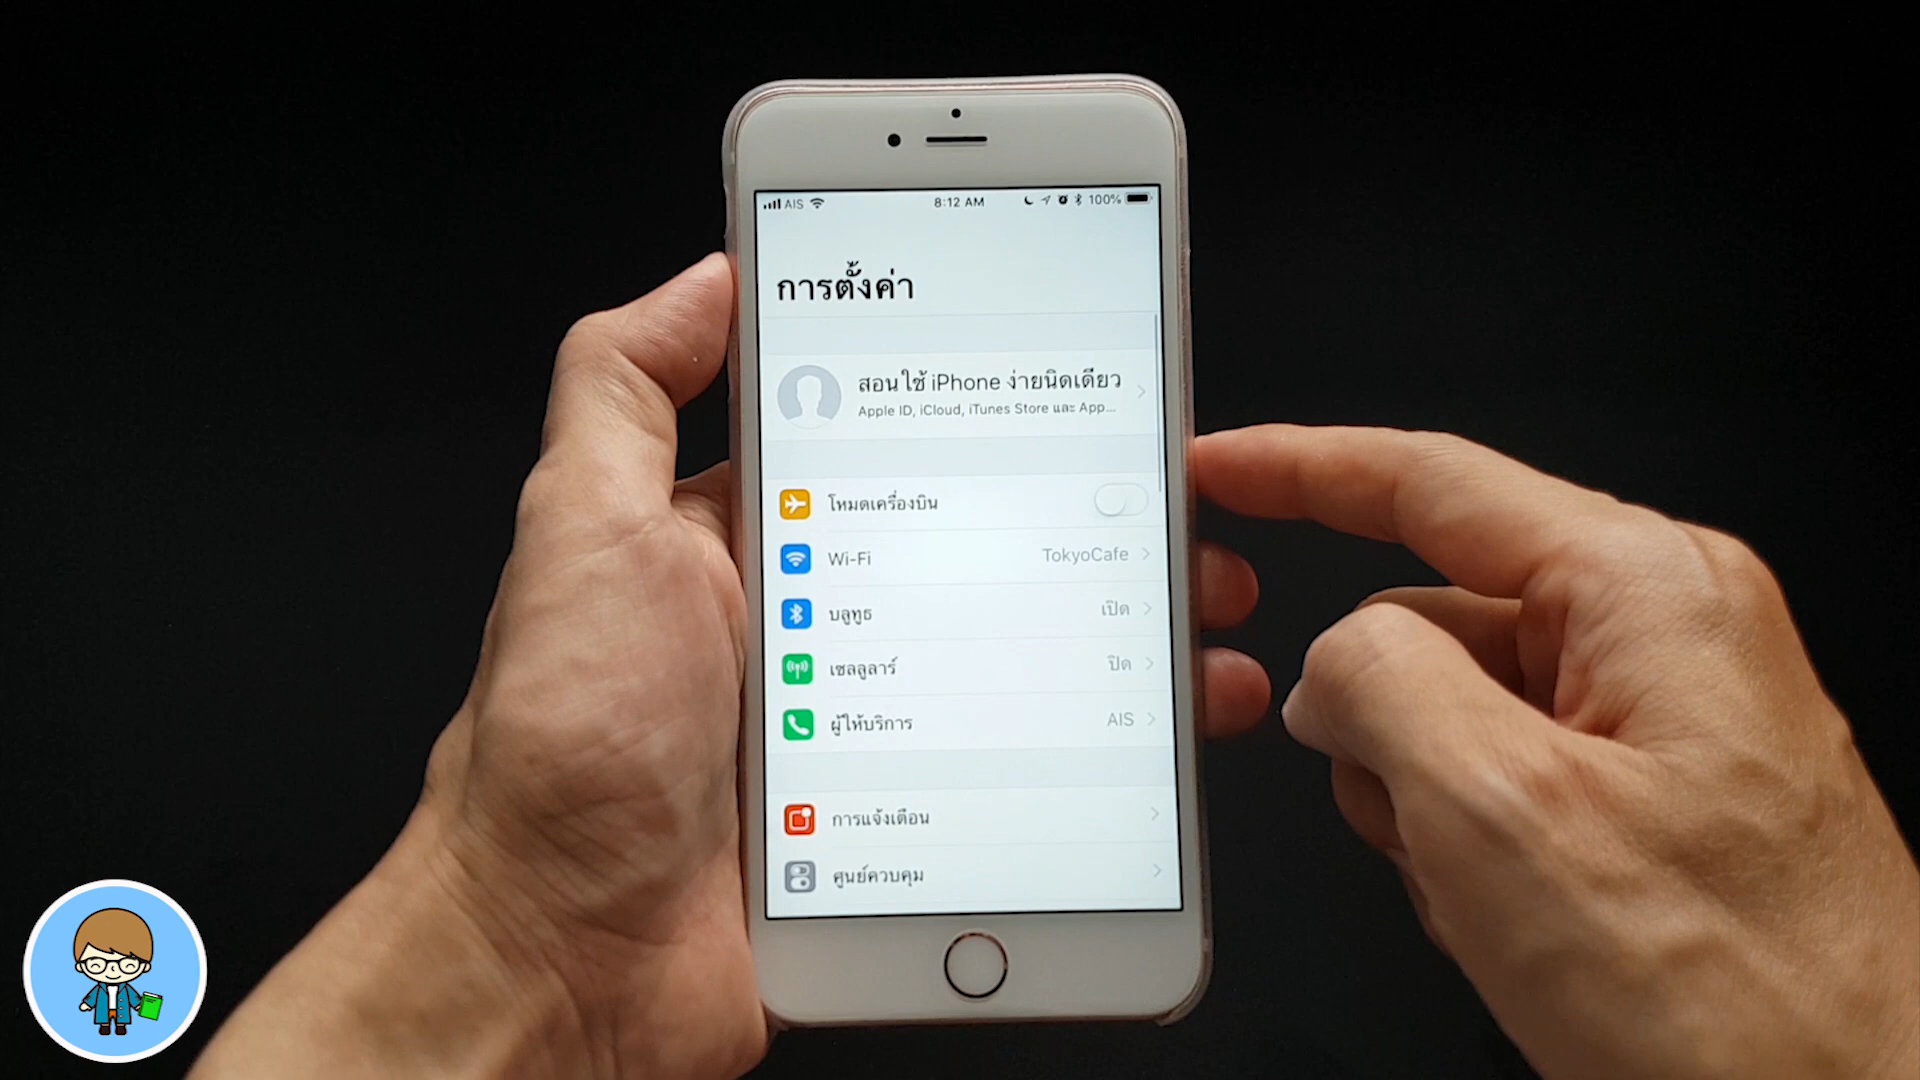 AIS 8:12 AM 100%
การตั้งค่า
สอนใช้ iPhone ง่ายนิดเดียว
Apple ID, iCloud, iTunes Store และ App...
โหมดเครื่องบิน
Wi-Fi TokyoCafe
บลูทูธ เปิด
เซลลูลาร์ ปิด
ผู้ให้บริการ AIS
การแจ้งเตือน
ศูนย์ควบคุม